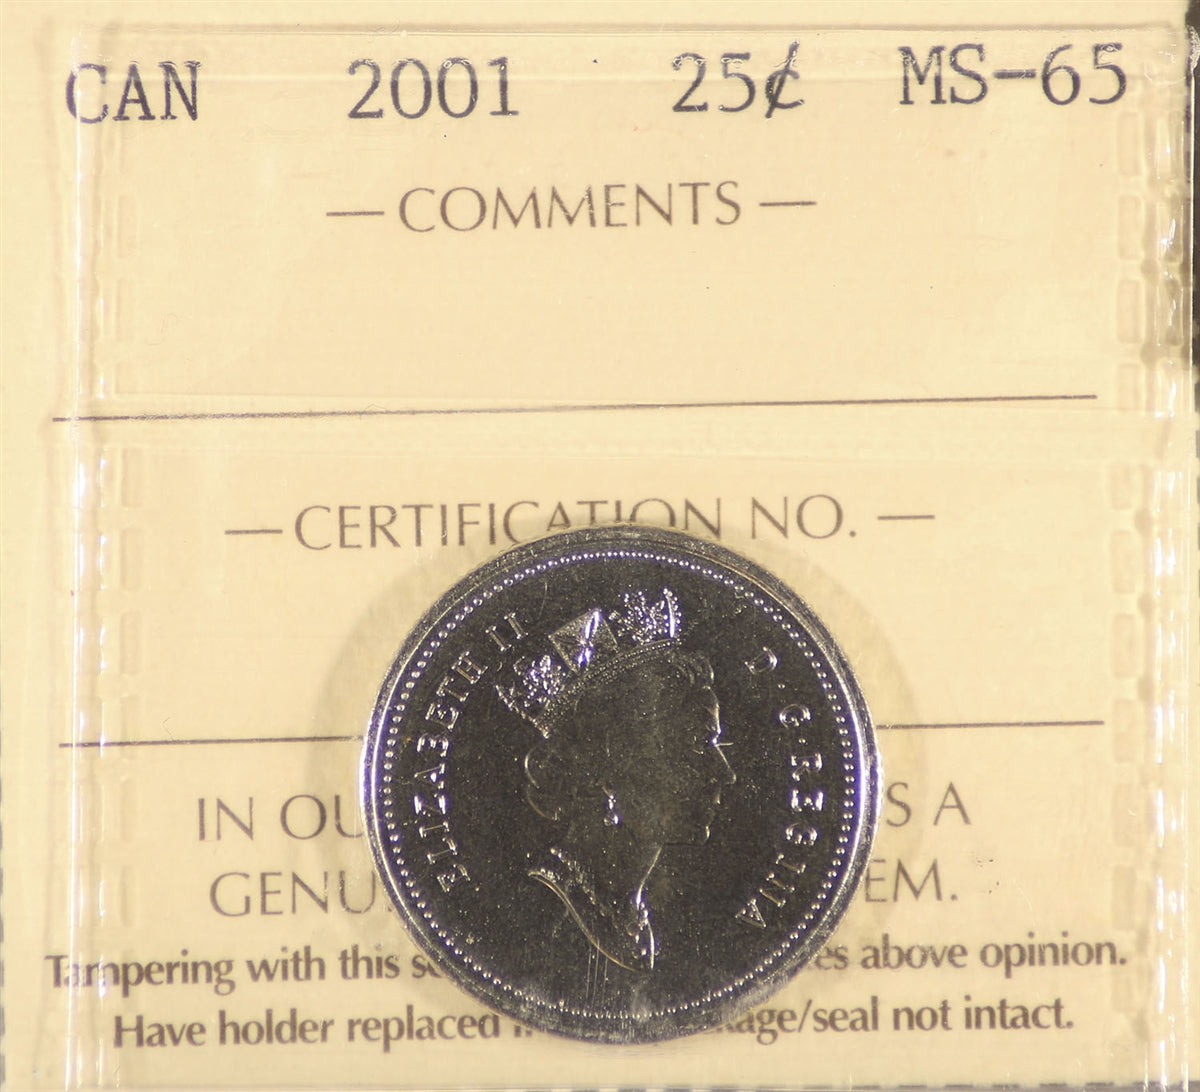 CAN 2001 25¢ MS-65
— COMMENTS —
— CERTIFICATION NO. —
ELIZABETH II D·G·REGINA
IN OU S A
GENU EM.
Tampering with this s es above opinion.
Have holder replaced kage/seal not intact.